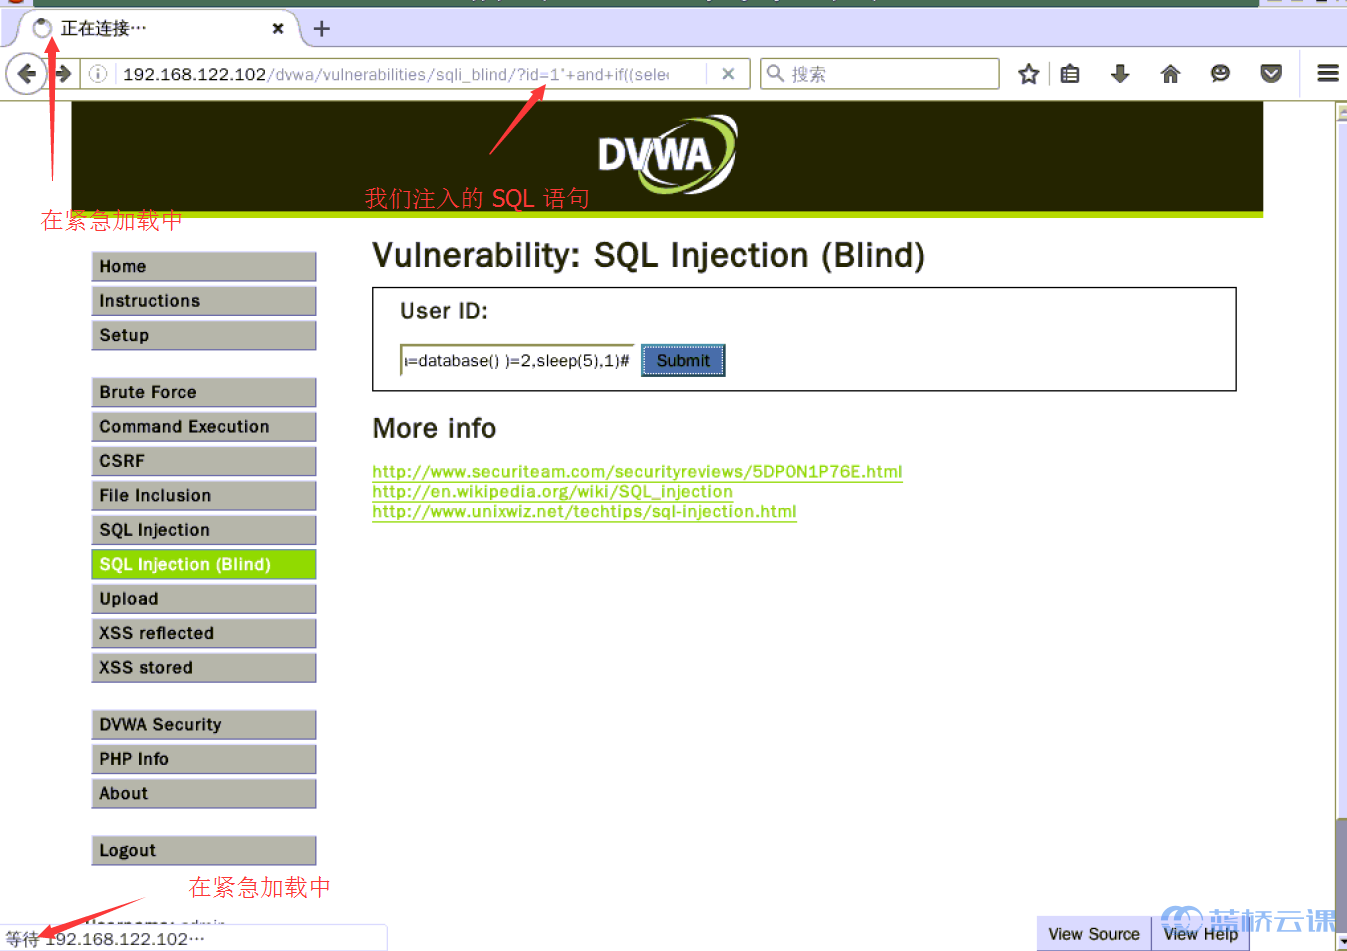 正在连接…
192.168.122.102/dvwa/vulnerabilities/sqli_blind/?id=1'+and+if((sele
搜索
DVWA
我们注入的 SQL 语句
在紧急加载中
Vulnerability: SQL Injection (Blind)
Home
Instructions
Setup
Brute Force
Command Execution
CSRF
File Inclusion
SQL Injection
SQL Injection (Blind)
Upload
XSS reflected
XSS stored
DVWA Security
PHP Info
About
Logout
User ID:
=database() )=2,sleep(5),1)#
Submit
More info
http://www.securiteam.com/securityreviews/5DP0N1P76E.html
http://en.wikipedia.org/wiki/SQL_injection
http://www.unixwiz.net/techtips/sql-injection.html
在紧急加载中
Username: admin
等待 192.168.122.102…
View Source
View Help
蓝桥云课